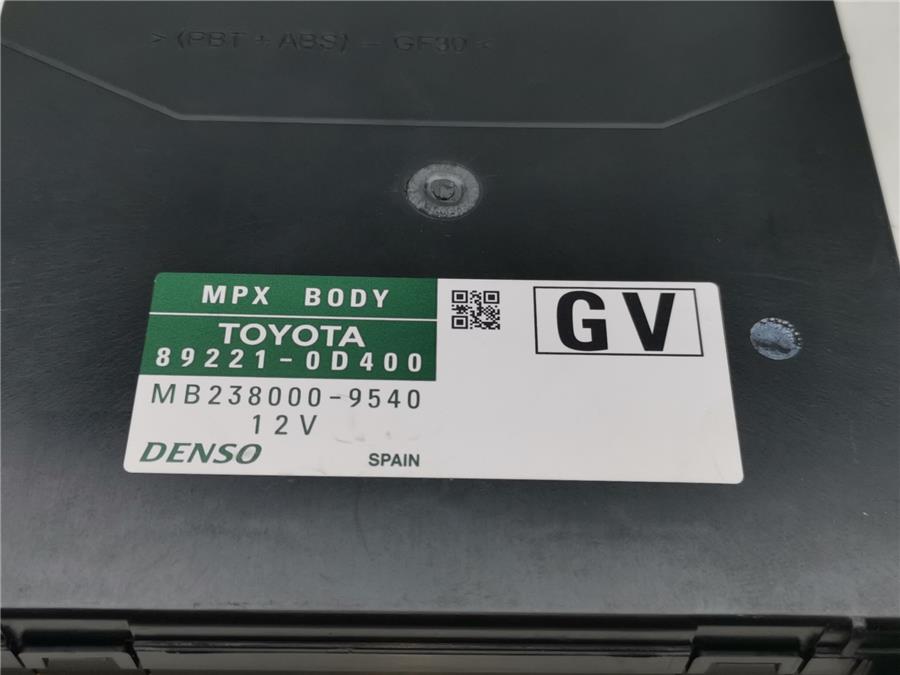 > (PBT + ABS) - GF30 <
MPX BODY
TOYOTA
89221-0D400
MB238000-9540
12V
DENSO
SPAIN
GV